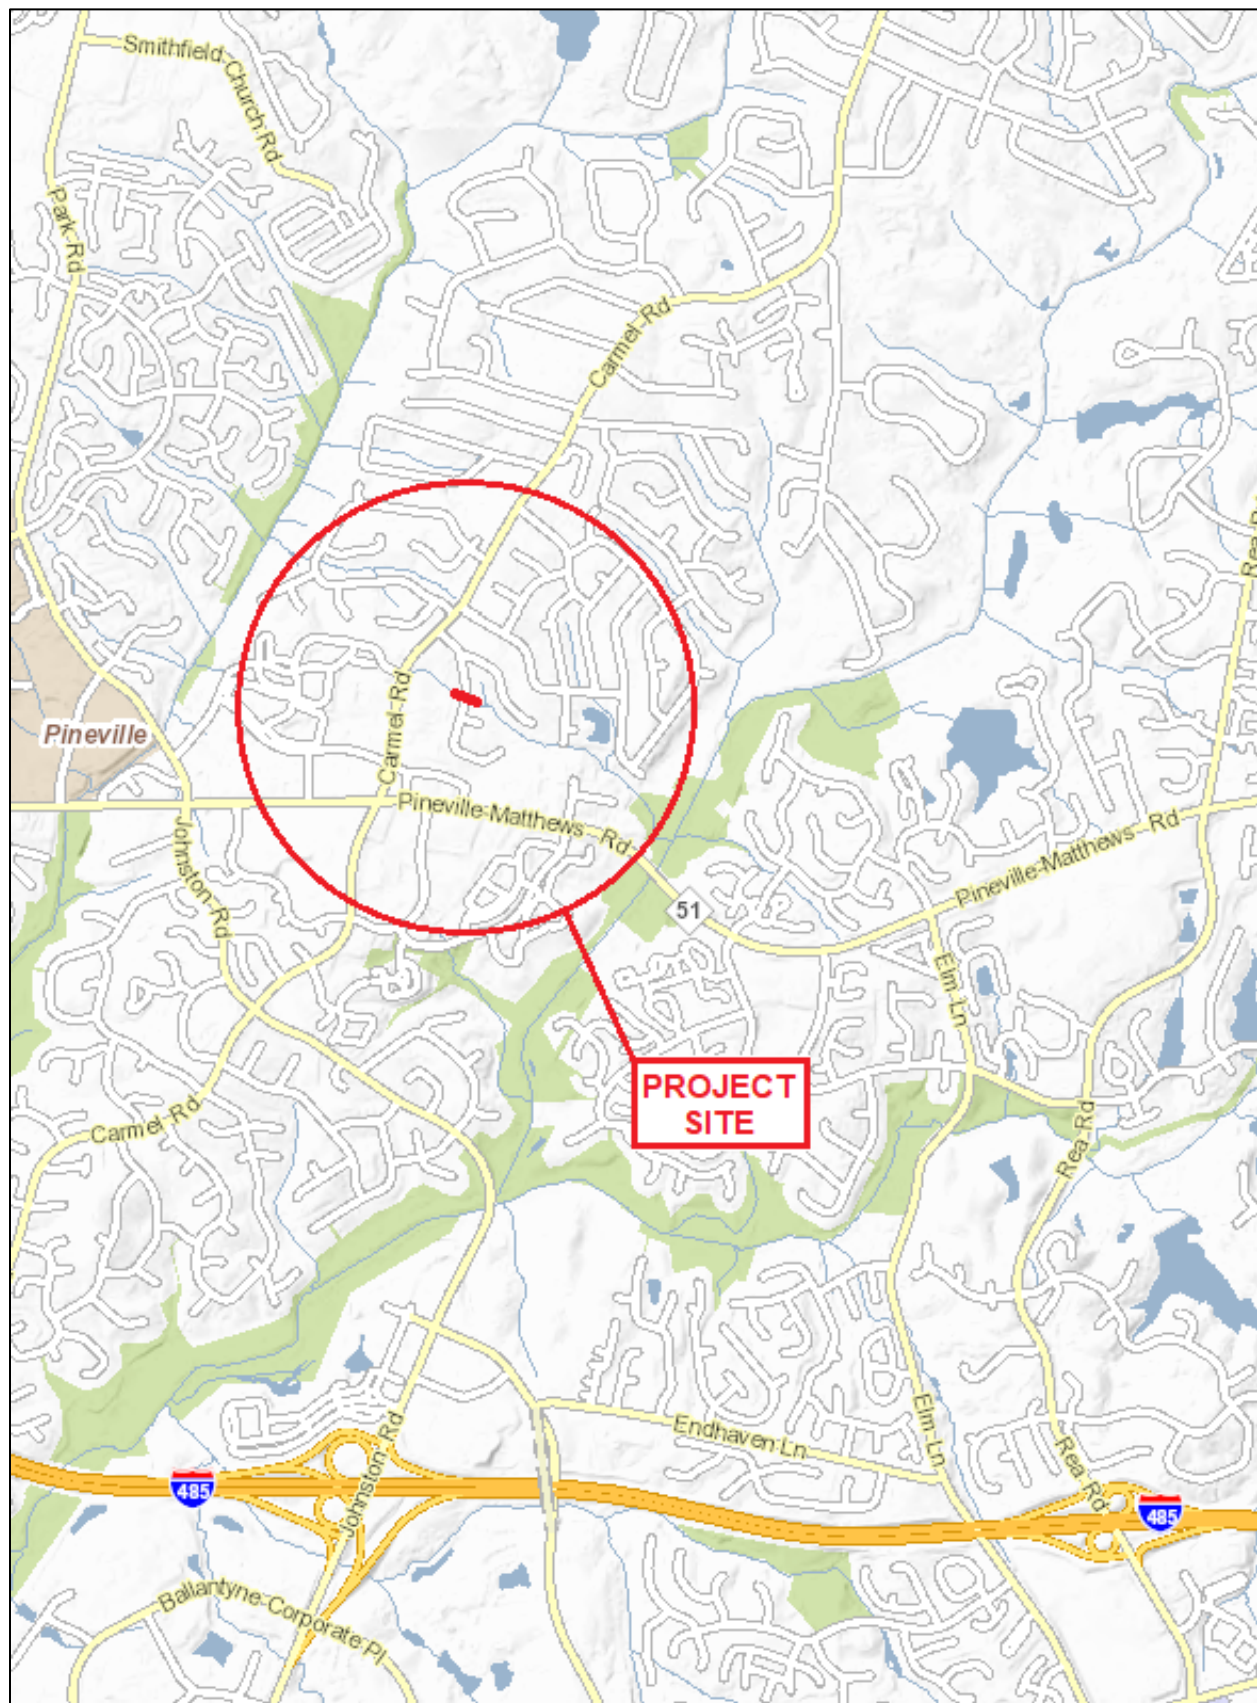 Smithfield-Church Rd
Park-Rd
Carmel-Rd
Rea-R
Carmel-Rd
Pineville
Pineville-Matthews-Rd
Johnston-Rd
Pineville-Matthews-Rd
51
Elm-Ln
PROJECT
SITE
Carmel-Rd
Rea-Rd
Endhaven-Ln
Elm-Ln
Johnston-Rd
Rea-Rd
485
485
Ballantyne-Corporate-Pl